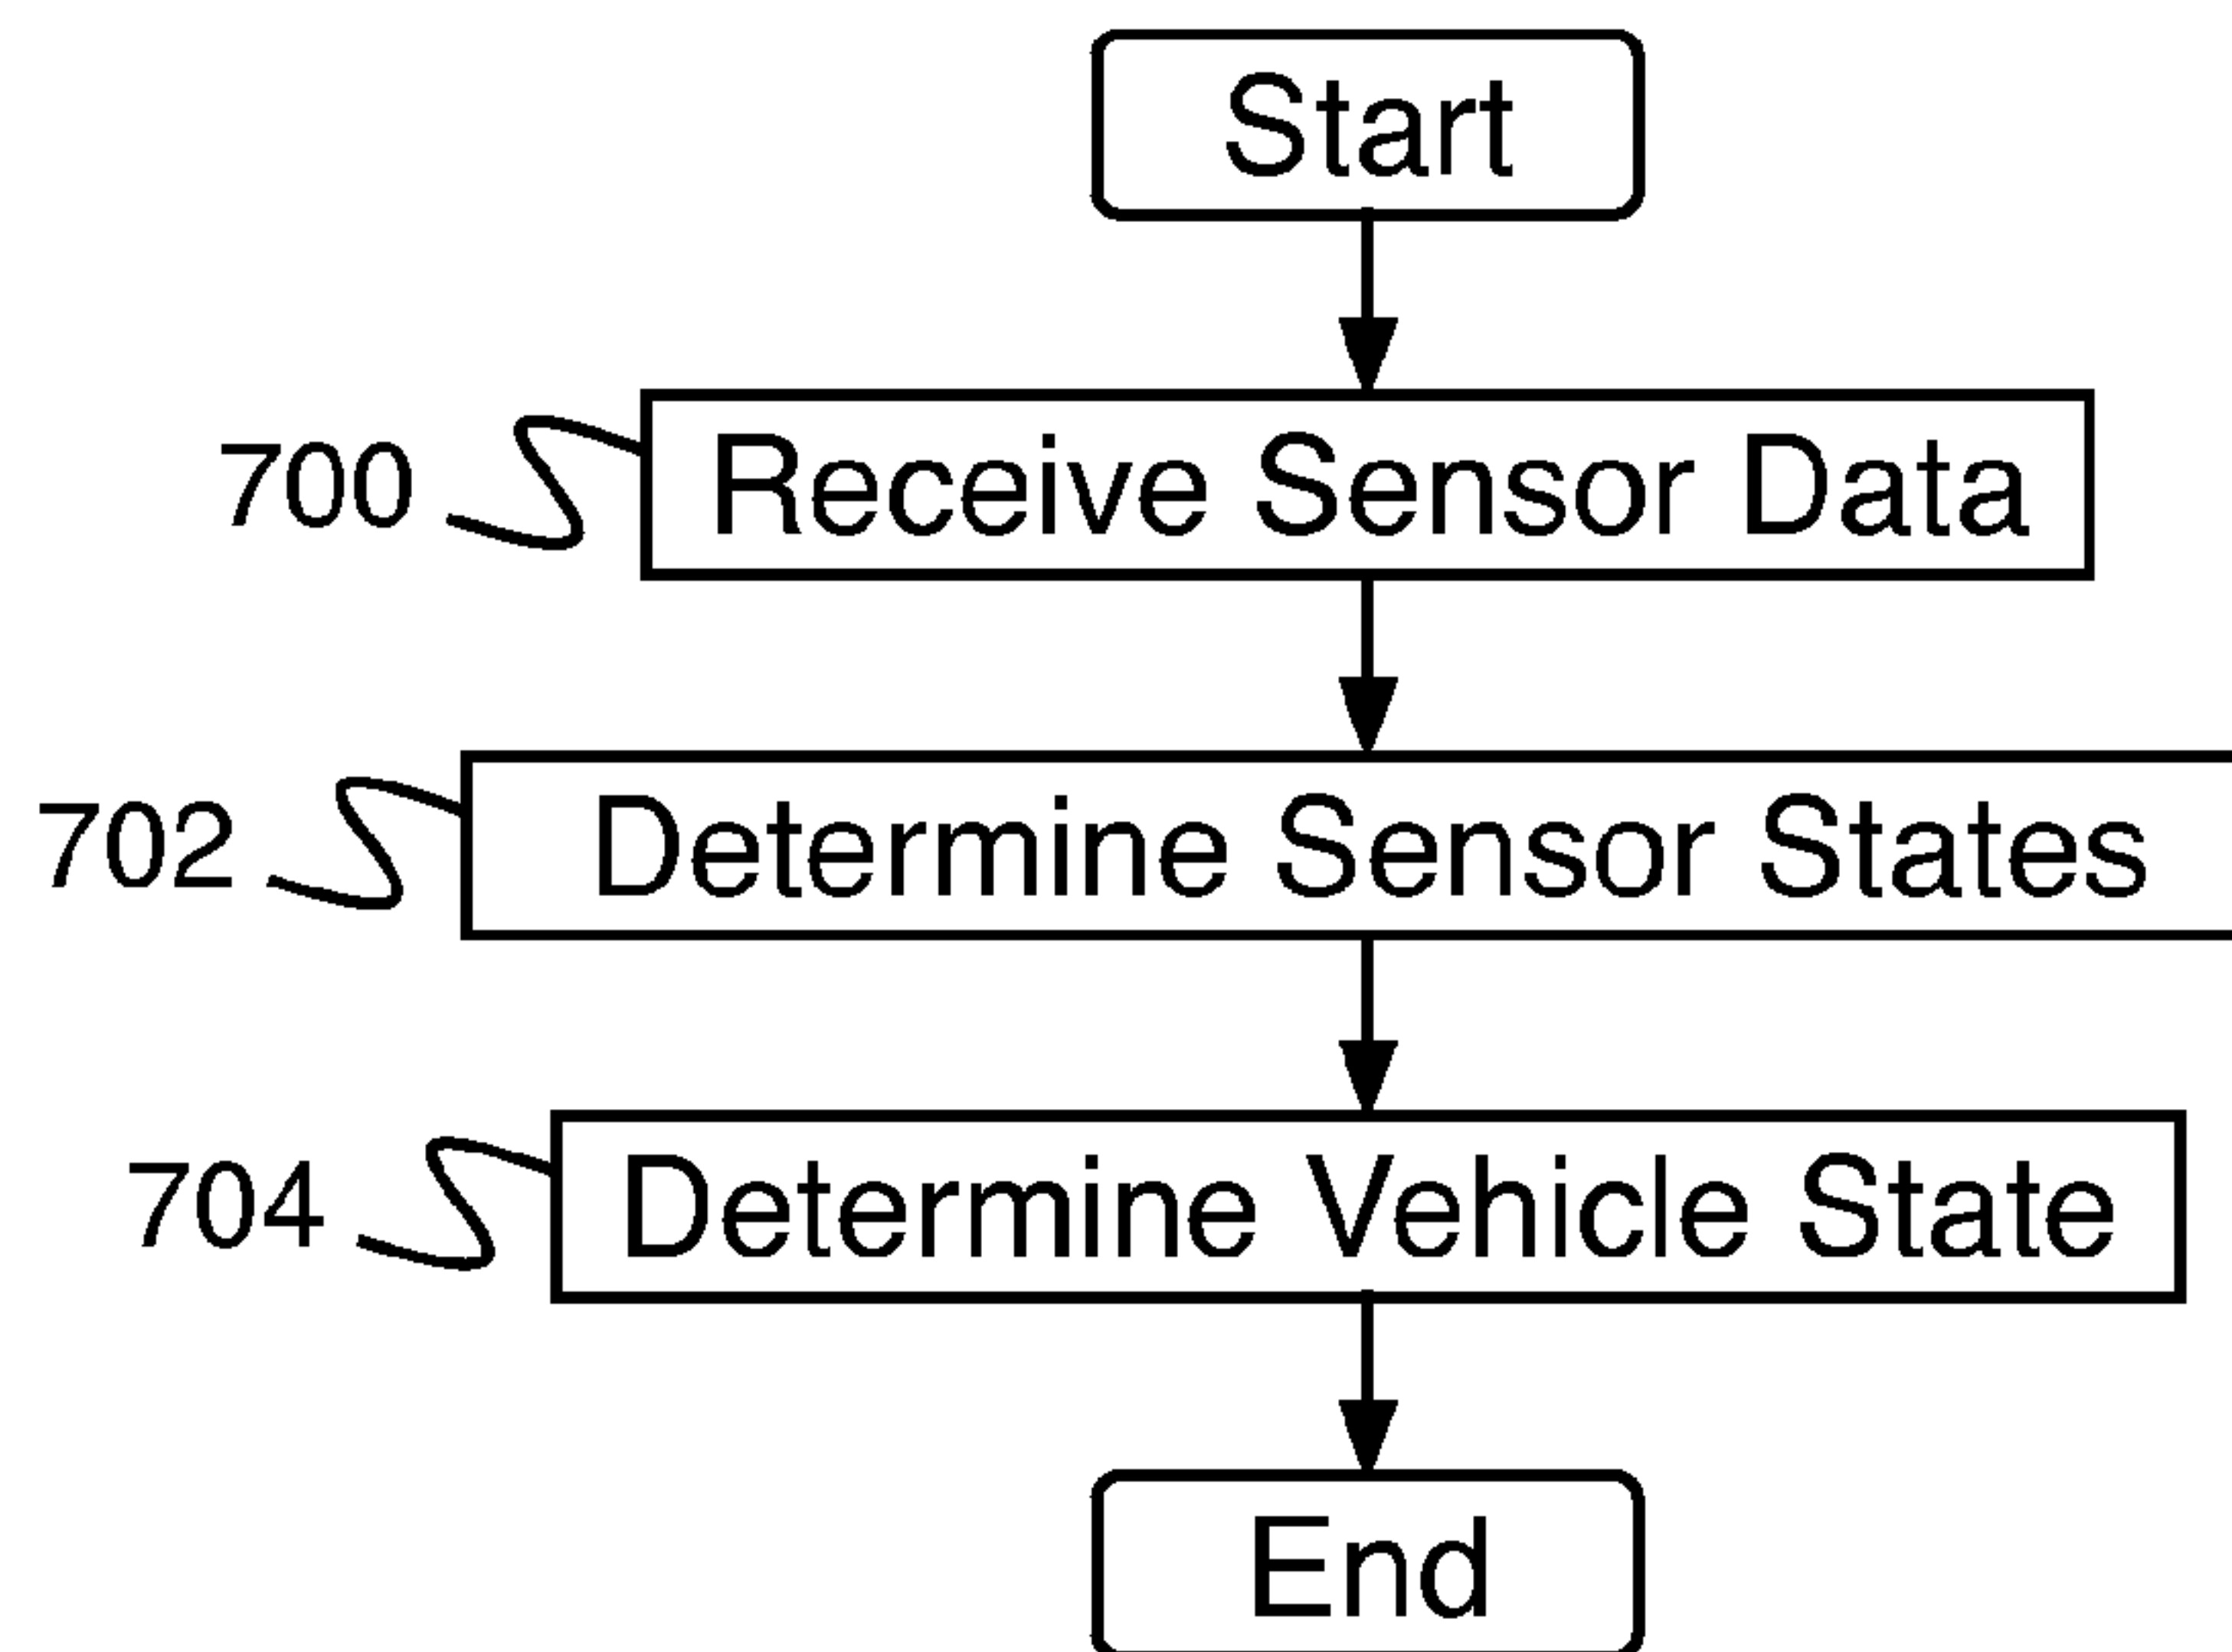 Start
700 Receive Sensor Data
702 Determine Sensor States
704 Determine Vehicle State
End